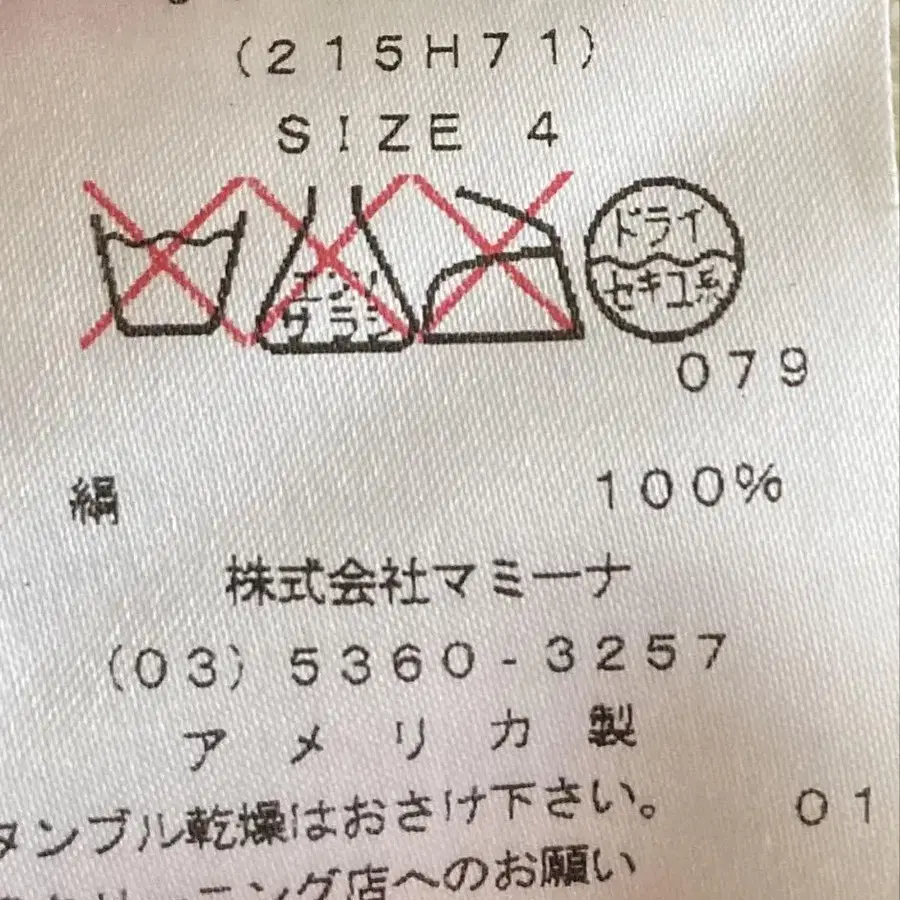 (215H71)
SIZE 4
エンソ
サラシ
ドライ
セキユ系
079
絹 100%
株式会社マミーナ
(03)5360-3257
アメリカ製
タンブル乾燥はおさけ下さい。
01
リーニング店へのお願い